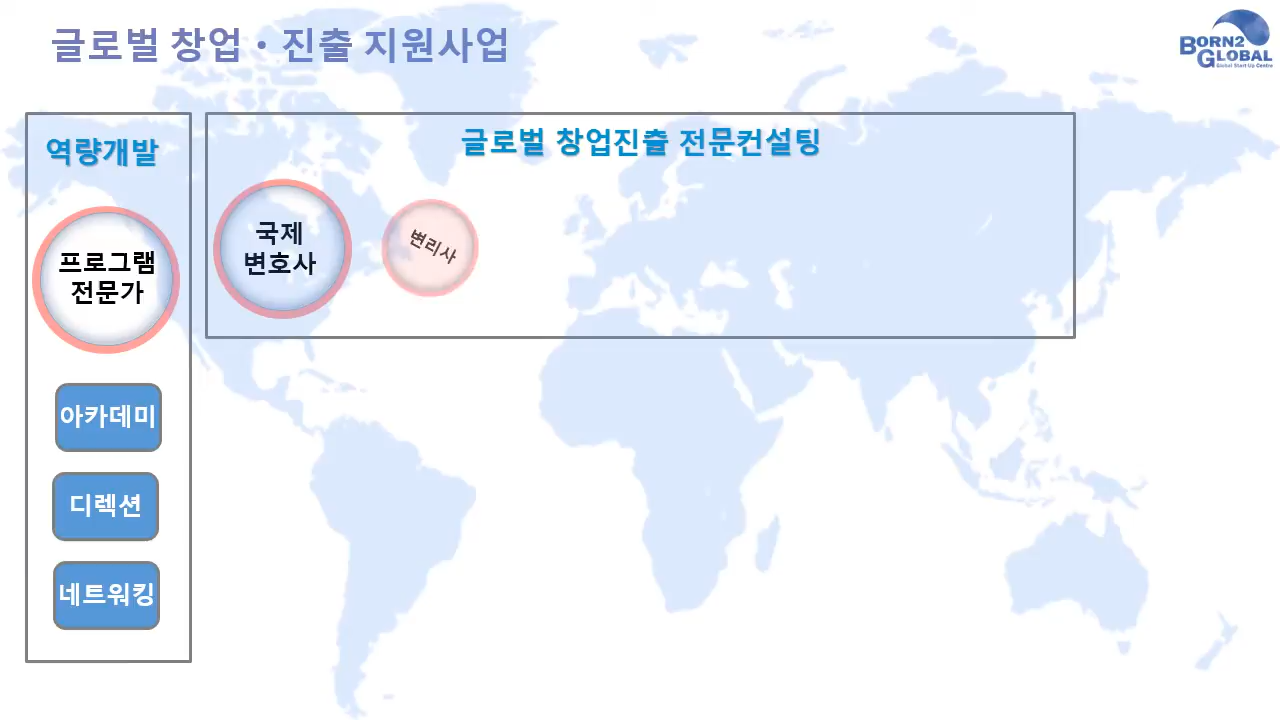 글로벌 창업·진출 지원사업
BORN2
GLOBAL
Global Start Up Centre
역량개발
글로벌 창업진출 전문컨설팅
프로그램
전문가
국제
변호사
변리사
아카데미
디렉션
네트워킹